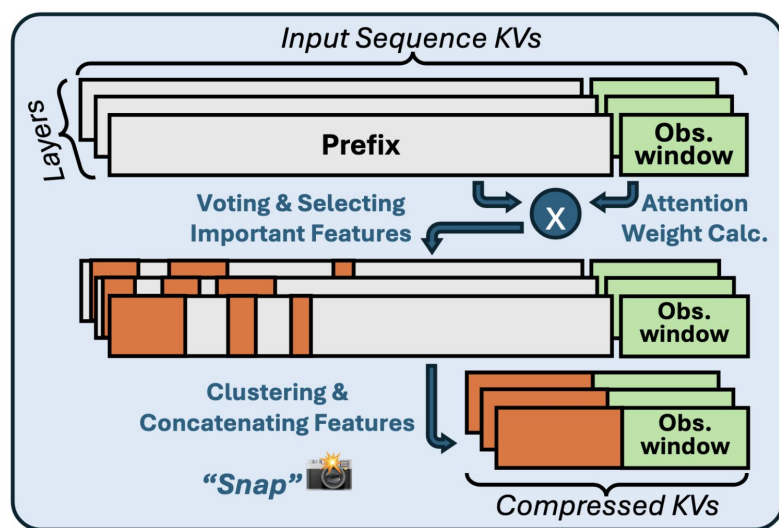 Input Sequence KVs
Layers
Prefix
Obs.
window
Voting & Selecting
Important Features
X
Attention
Weight Calc.
Obs.
window
Clustering &
Concatenating Features
Obs.
window
“Snap”
Compressed KVs